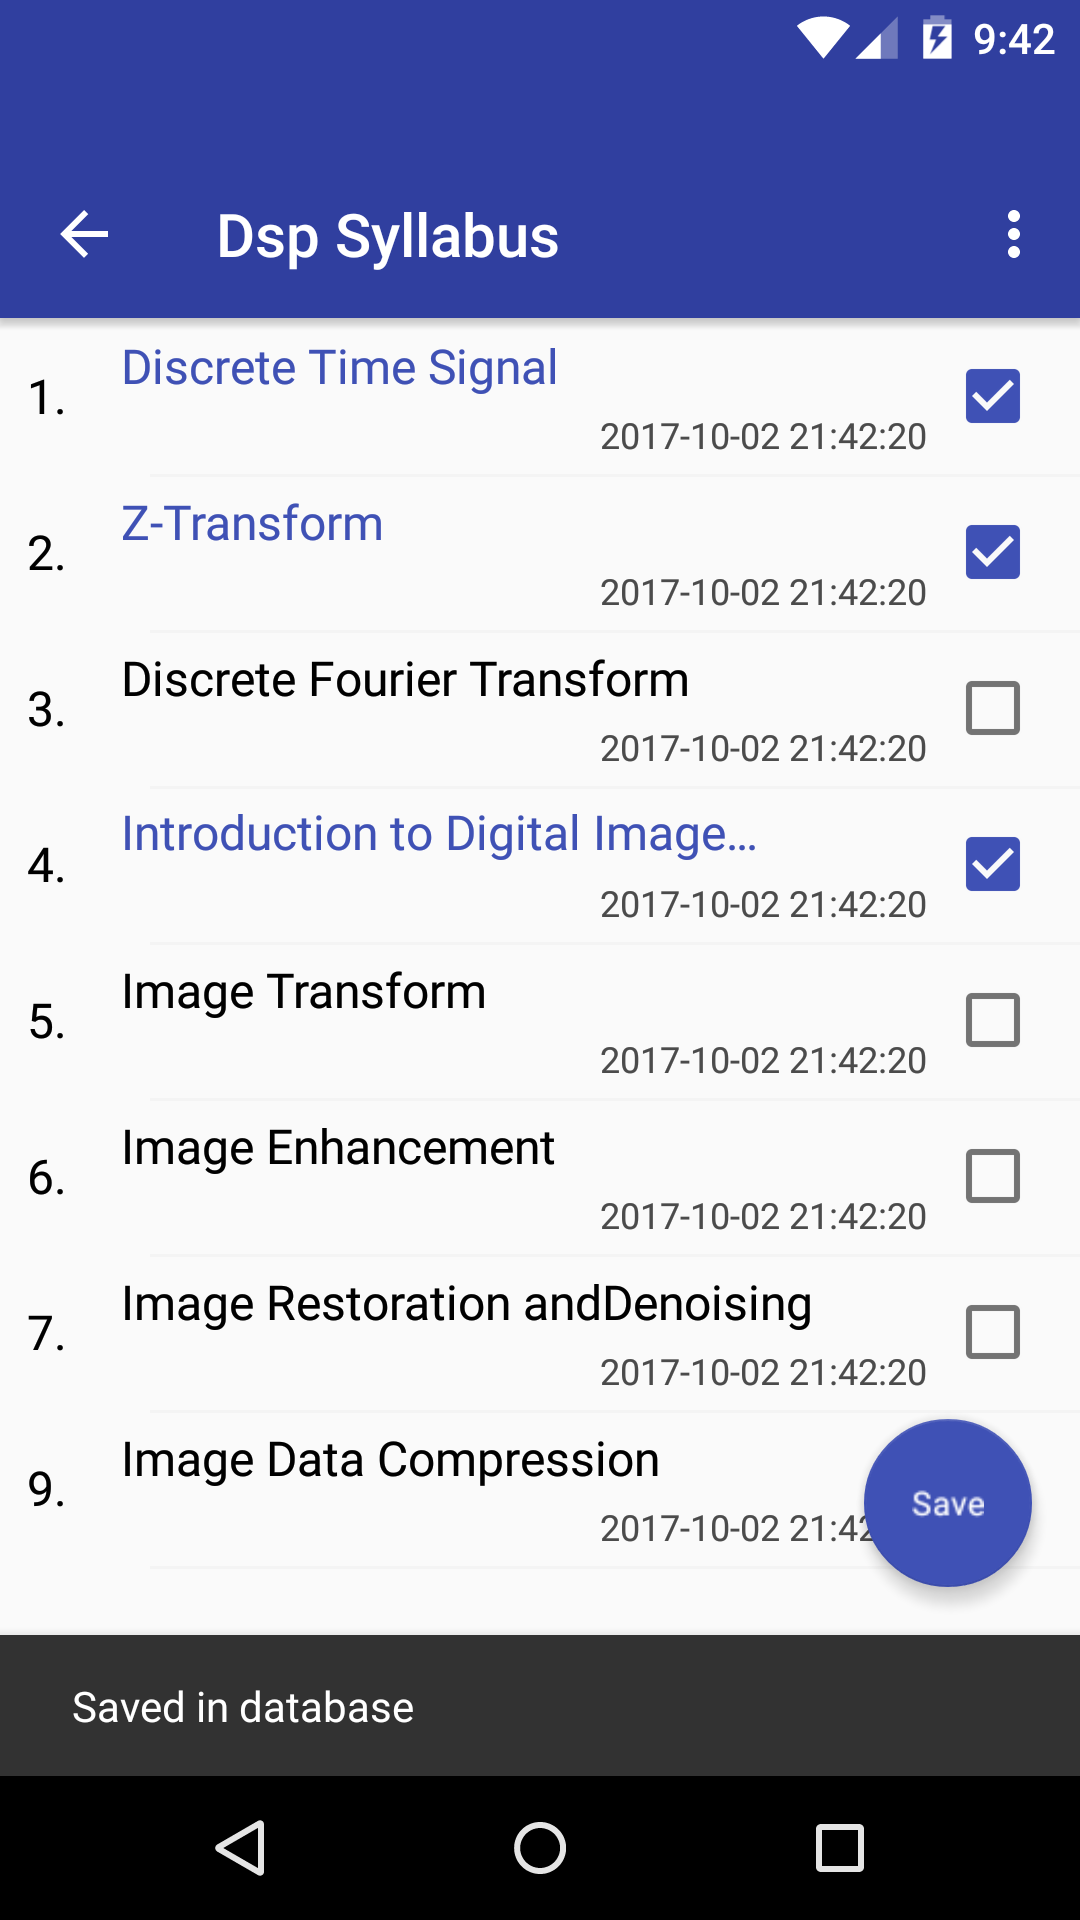 9:42
Dsp Syllabus
1.
Discrete Time Signal
2017-10-02 21:42:20
2.
Z-Transform
2017-10-02 21:42:20
3.
Discrete Fourier Transform
2017-10-02 21:42:20
4.
Introduction to Digital Image...
2017-10-02 21:42:20
5.
Image Transform
2017-10-02 21:42:20
6.
Image Enhancement
2017-10-02 21:42:20
7.
Image Restoration andDenoising
2017-10-02 21:42:20
9.
Image Data Compression
2017-10-02 21:42
Save
Saved in database